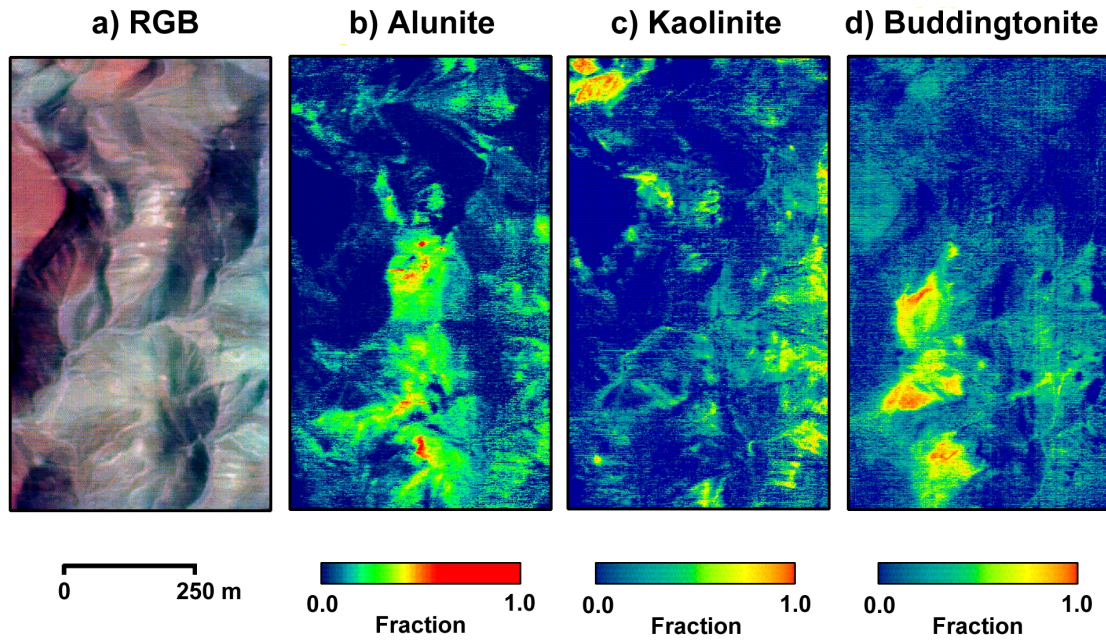 a) RGB
b) Alunite
c) Kaolinite
d) Buddingtonite
0 250 m
0.0 1.0
Fraction
0.0 1.0
Fraction
0.0 1.0
Fraction